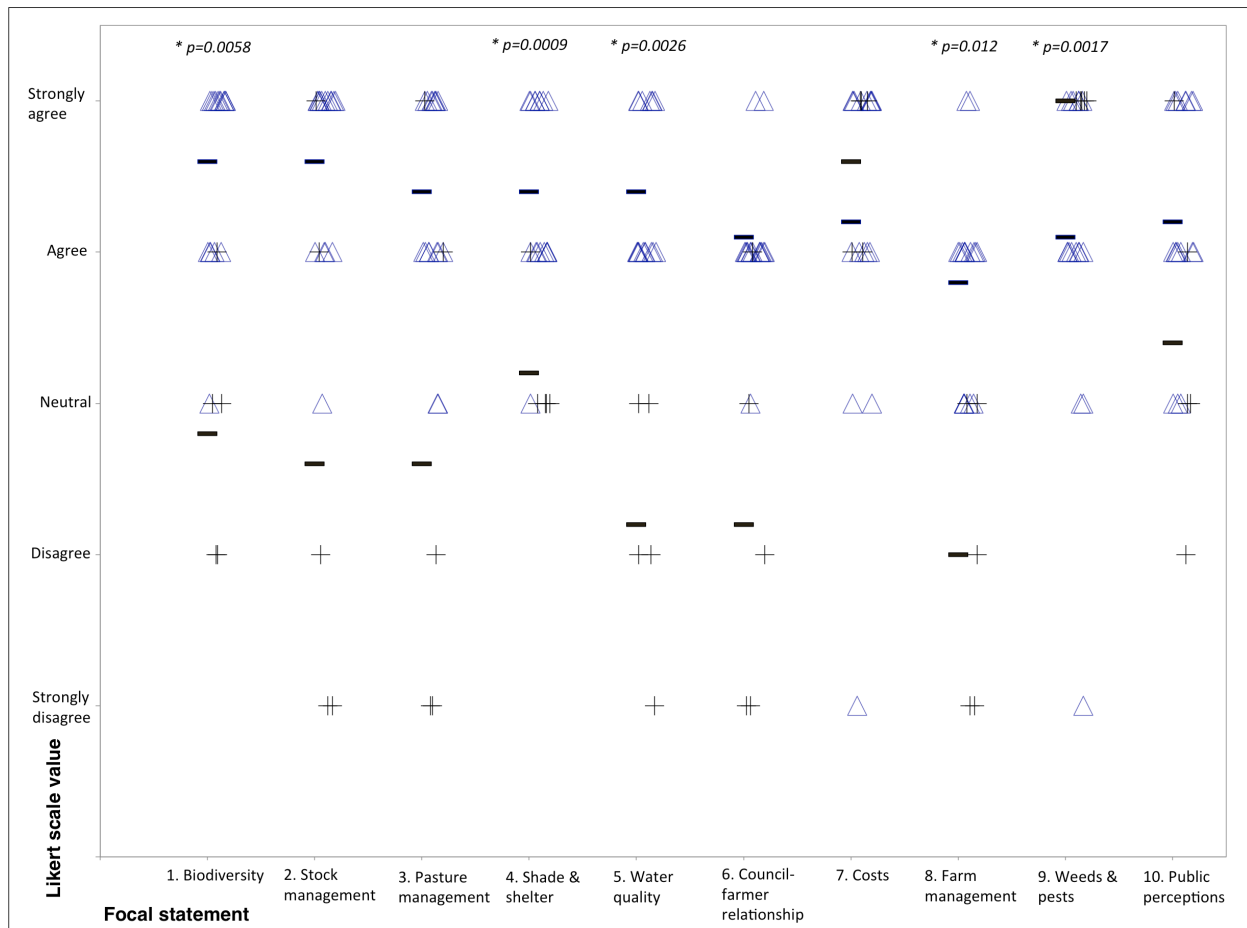 * p=0.0058
* p=0.0009
* p=0.0026
* p=0.012
* p=0.0017
Strongly
agree
Agree
Neutral
Disagree
Strongly
disagree
Likert scale value
1. Biodiversity
2. Stock
management
3. Pasture
management
4. Shade &
shelter
5. Water
quality
6. Council-
farmer
relationship
7. Costs
8. Farm
management
9. Weeds &
pests
10. Public
perceptions
Focal statement